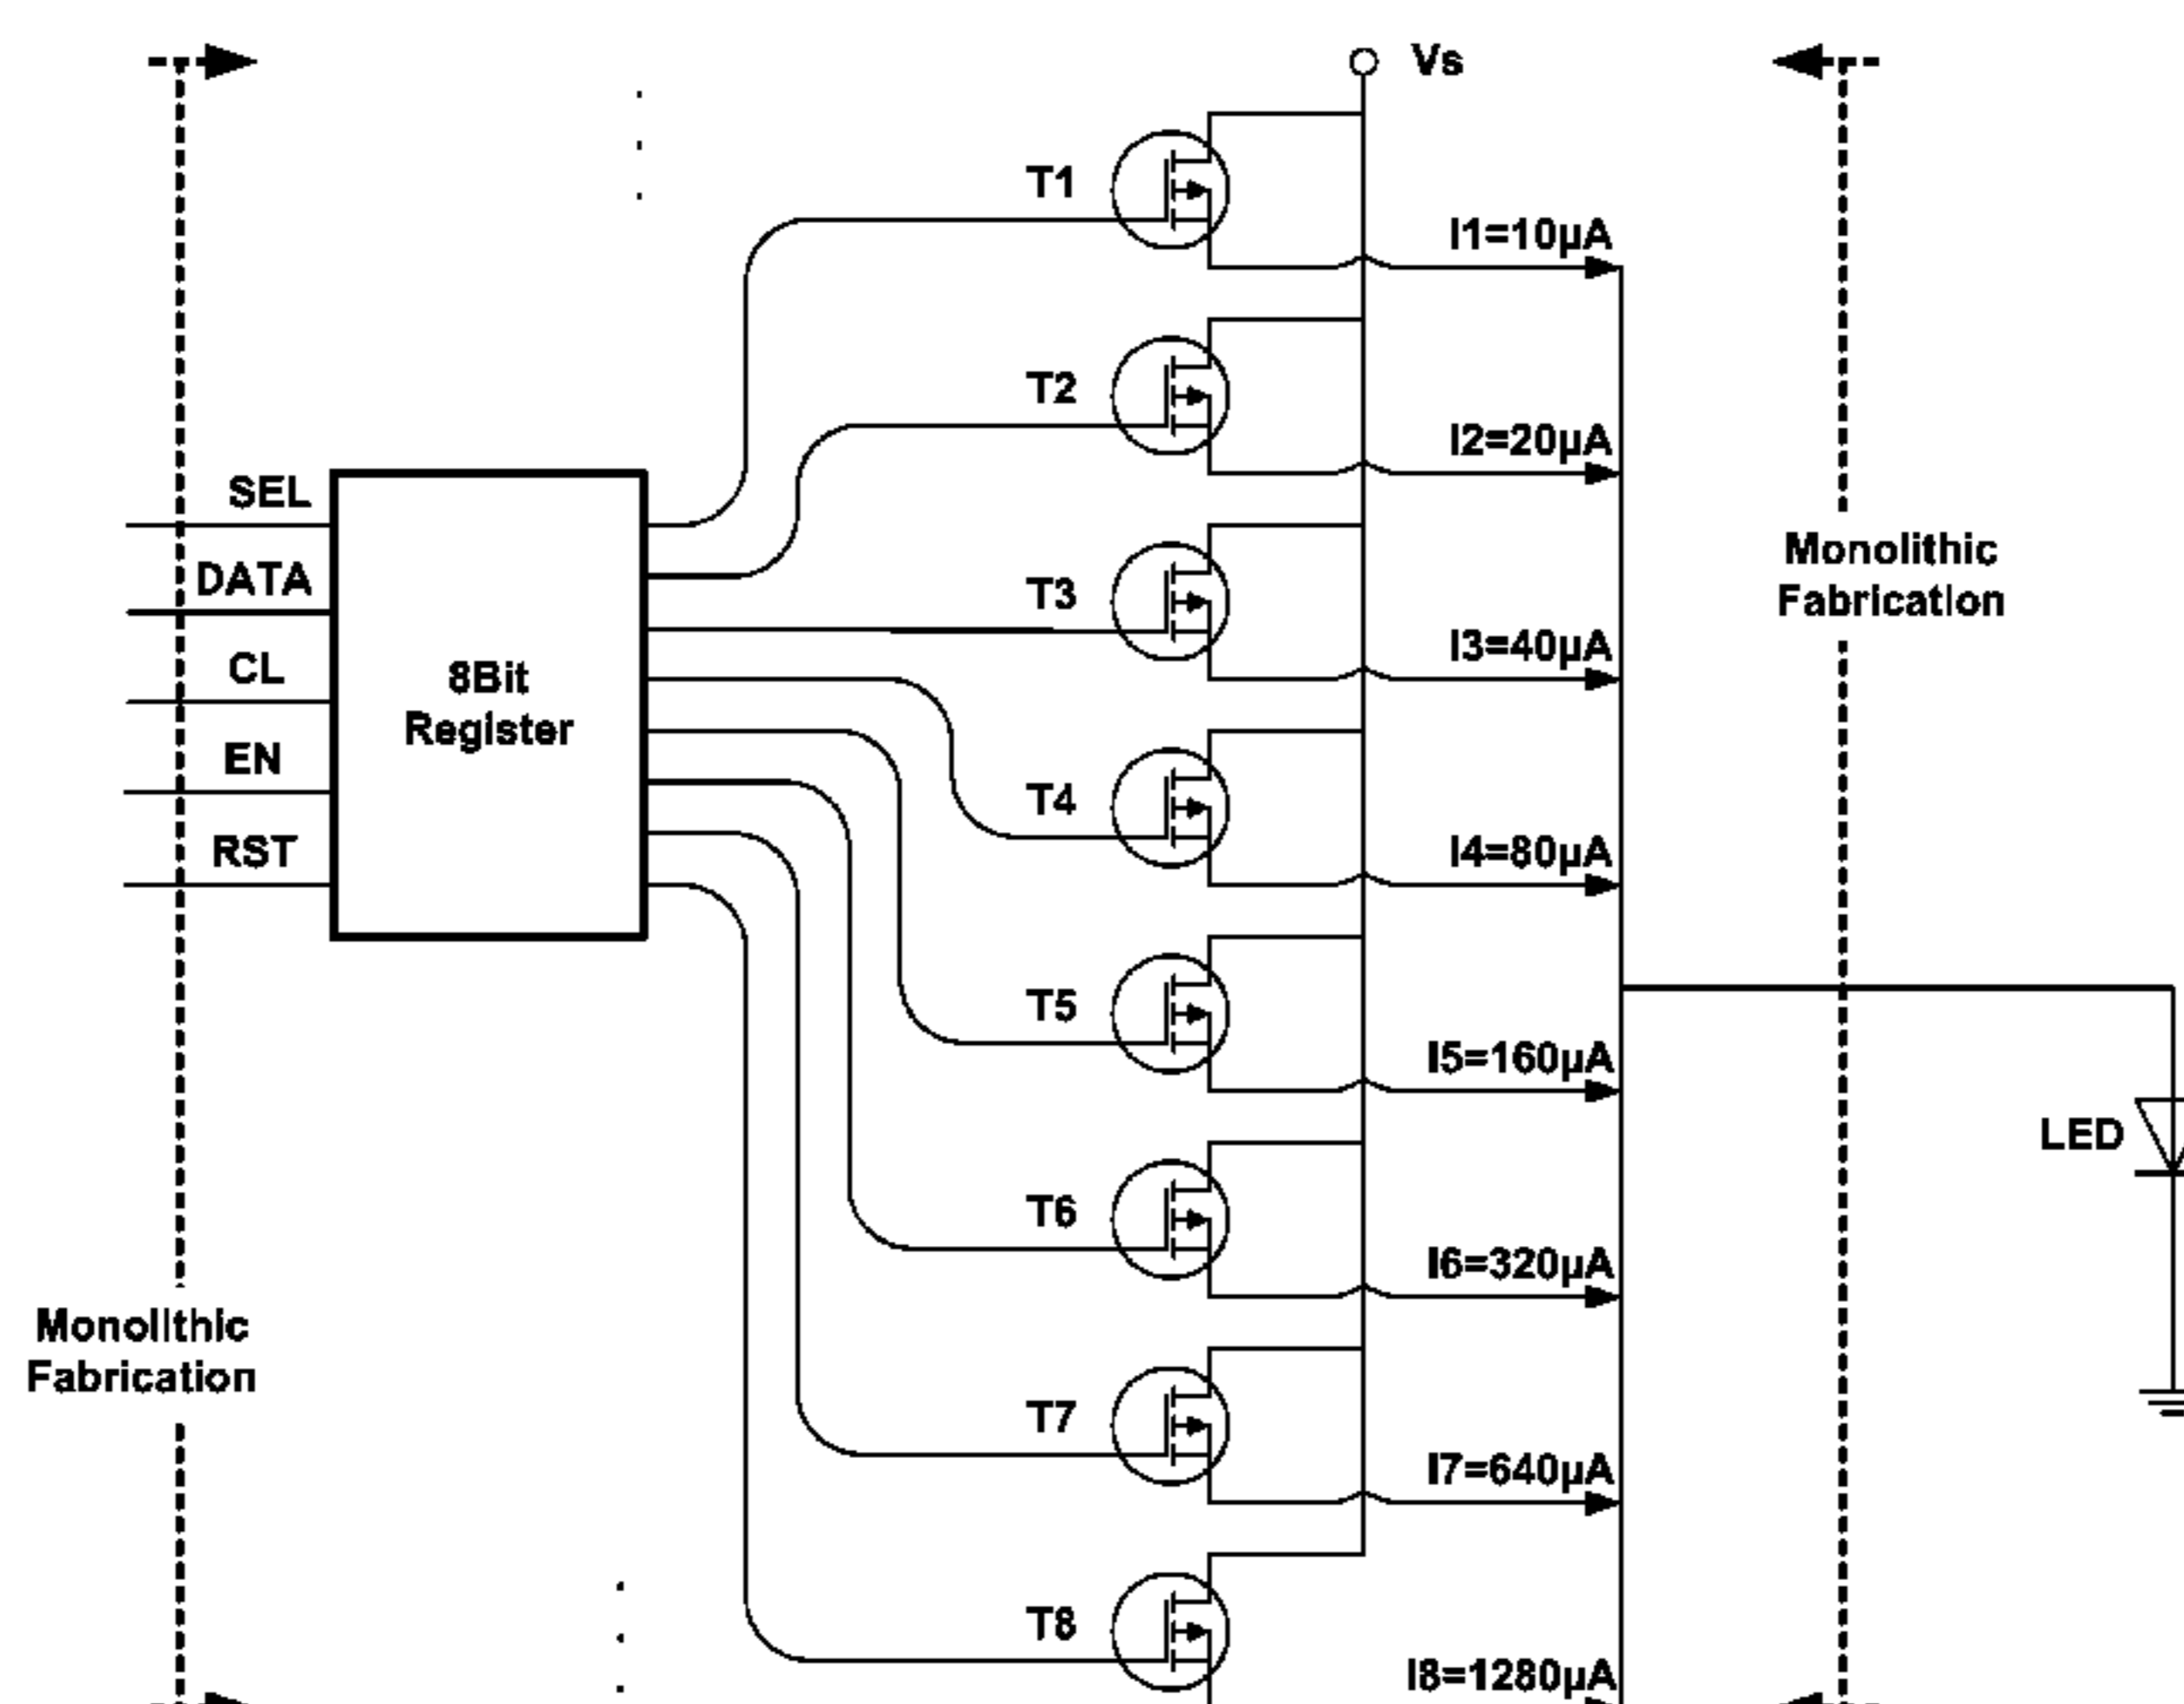 Vs
T1
I1=10µA
T2
I2=20µA
SEL
DATA
T3
Monolithic
Fabrication
I3=40µA
CL
8Bit
Register
EN
T4
RST
I4=80µA
T5
I5=160µA
LED
T6
I6=320µA
Monolithic
Fabrication
T7
I7=640µA
T8
I8=1280µA